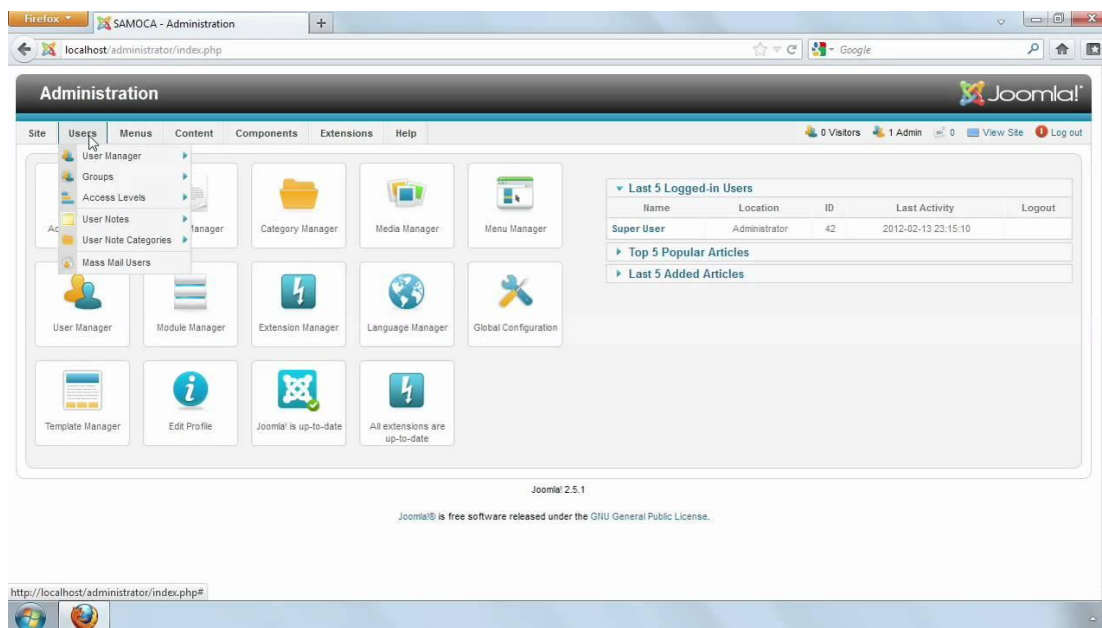 Firefox
SAMOCA - Administration
localhost/administrator/index.php
Google
Administration
Joomla!
Site Users Menus Content Components Extensions Help
0 Visitors 1 Admin 0 View Site Log out
User Manager
Groups
Access Levels
User Notes
User Note Categories
Mass Mail Users
Category Manager
Media Manager
Menu Manager
User Manager
Module Manager
Extension Manager
Language Manager
Global Configuration
Template Manager
Edit Profile
Joomla! is up-to-date
All extensions are
up-to-date
Last 5 Logged-in Users
Name Location ID Last Activity Logout
Super User Administrator 42 2012-02-13 23:15:10
Top 5 Popular Articles
Last 5 Added Articles
Joomla! 2.5.1
Joomla!® is free software released under the GNU General Public License.
http://localhost/administrator/index.php#